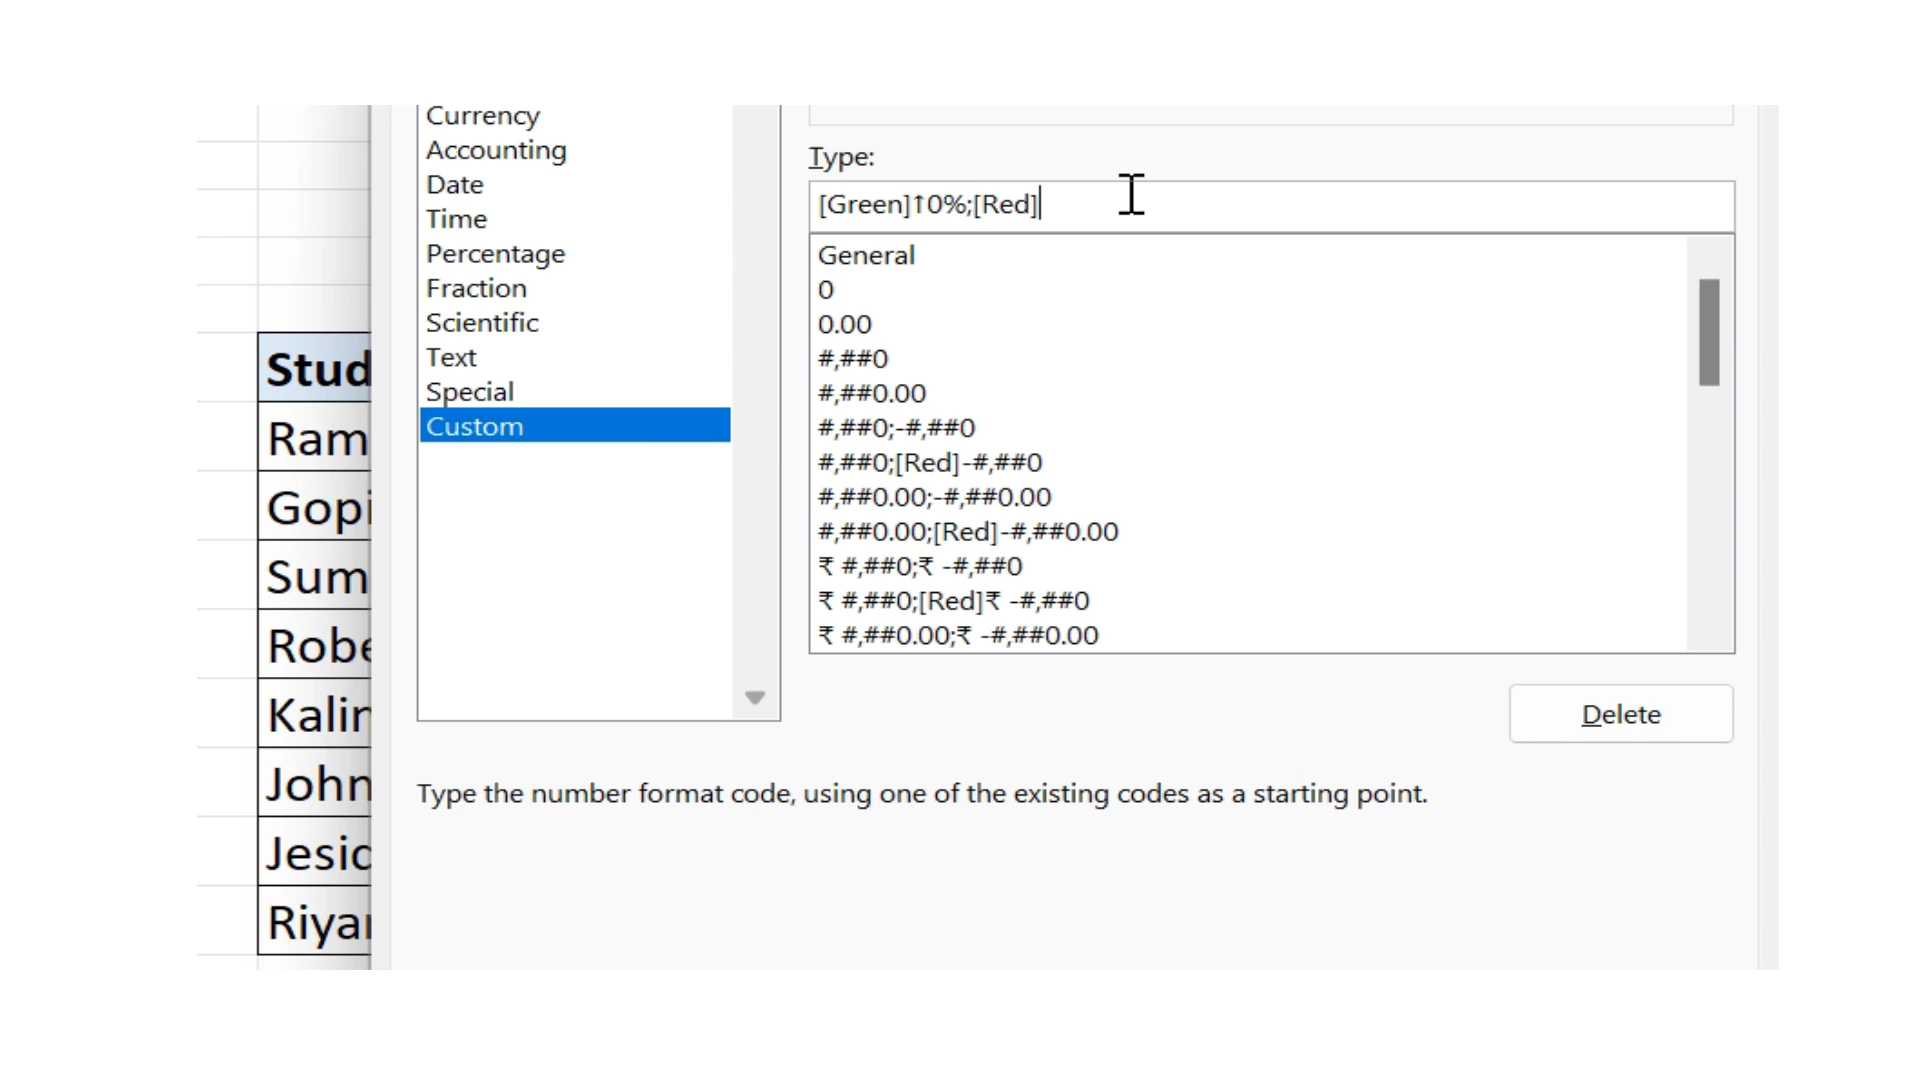 Currency
Accounting
Date
Time
Percentage
Fraction
Scientific
Text
Special
Custom
Type:
[Green]↑0%;[Red]
General
0
0.00
#,##0
#,##0.00
#,##0;-#,##0
#,##0;[Red]-#,##0
#,##0.00;-#,##0.00
#,##0.00;[Red]-#,##0.00
₹ #,##0;₹ -#,##0
₹ #,##0;[Red]₹ -#,##0
₹ #,##0.00;₹ -#,##0.00
Delete
Type the number format code, using one of the existing codes as a starting point.
Stud
Ram
Gopi
Sum
Robe
Kalin
John
Jesic
Riyan